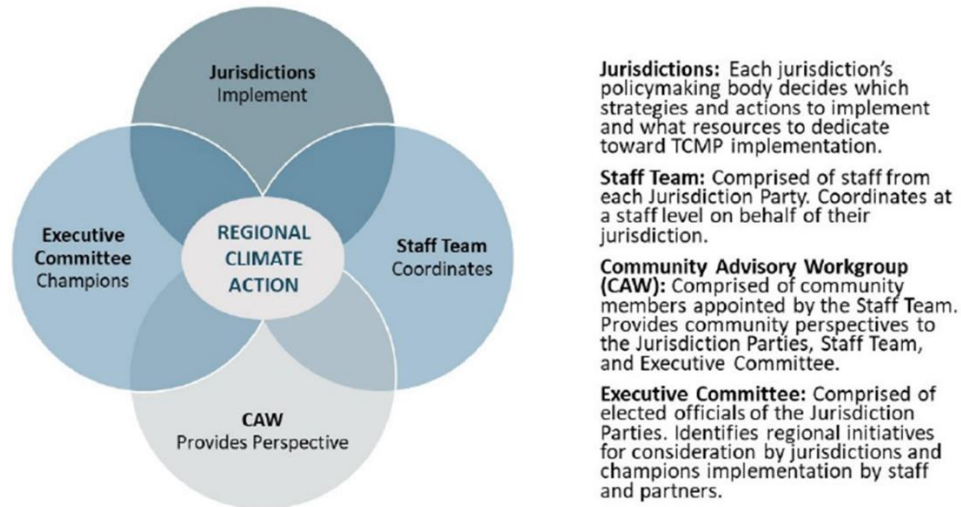 Jurisdictions
Implement
Executive
Committee
Champions
REGIONAL
CLIMATE
ACTION
Staff Team
Coordinates
CAW
Provides Perspective
Jurisdictions: Each jurisdiction's
policymaking body decides which
strategies and actions to implement
and what resources to dedicate
toward TCMP implementation.
Staff Team: Comprised of staff from
each Jurisdiction Party. Coordinates at
a staff level on behalf of their
jurisdiction.
Community Advisory Workgroup
(CAW): Comprised of community
members appointed by the Staff Team.
Provides community perspectives to
the Jurisdiction Parties, Staff Team,
and Executive Committee.
Executive Committee: Comprised of
elected officials of the Jurisdiction
Parties. Identifies regional initiatives
for consideration by jurisdictions and
champions implementation by staff
and partners.